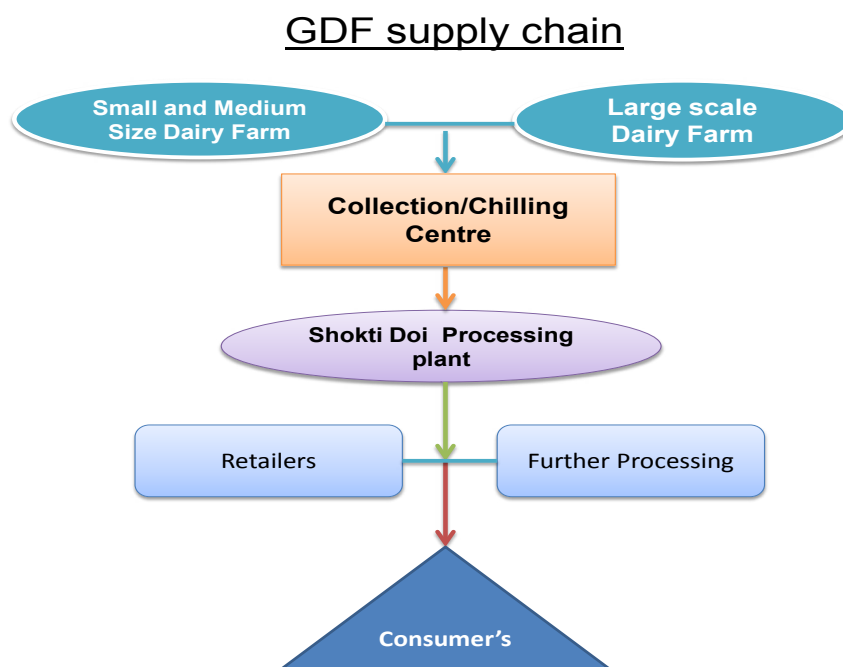 GDF supply chain
Small and Medium
Size Dairy Farm
Large scale
Dairy Farm
Collection/Chilling
Centre
Shokti Doi  Processing
plant
Retailers
Further Processing
Consumer's